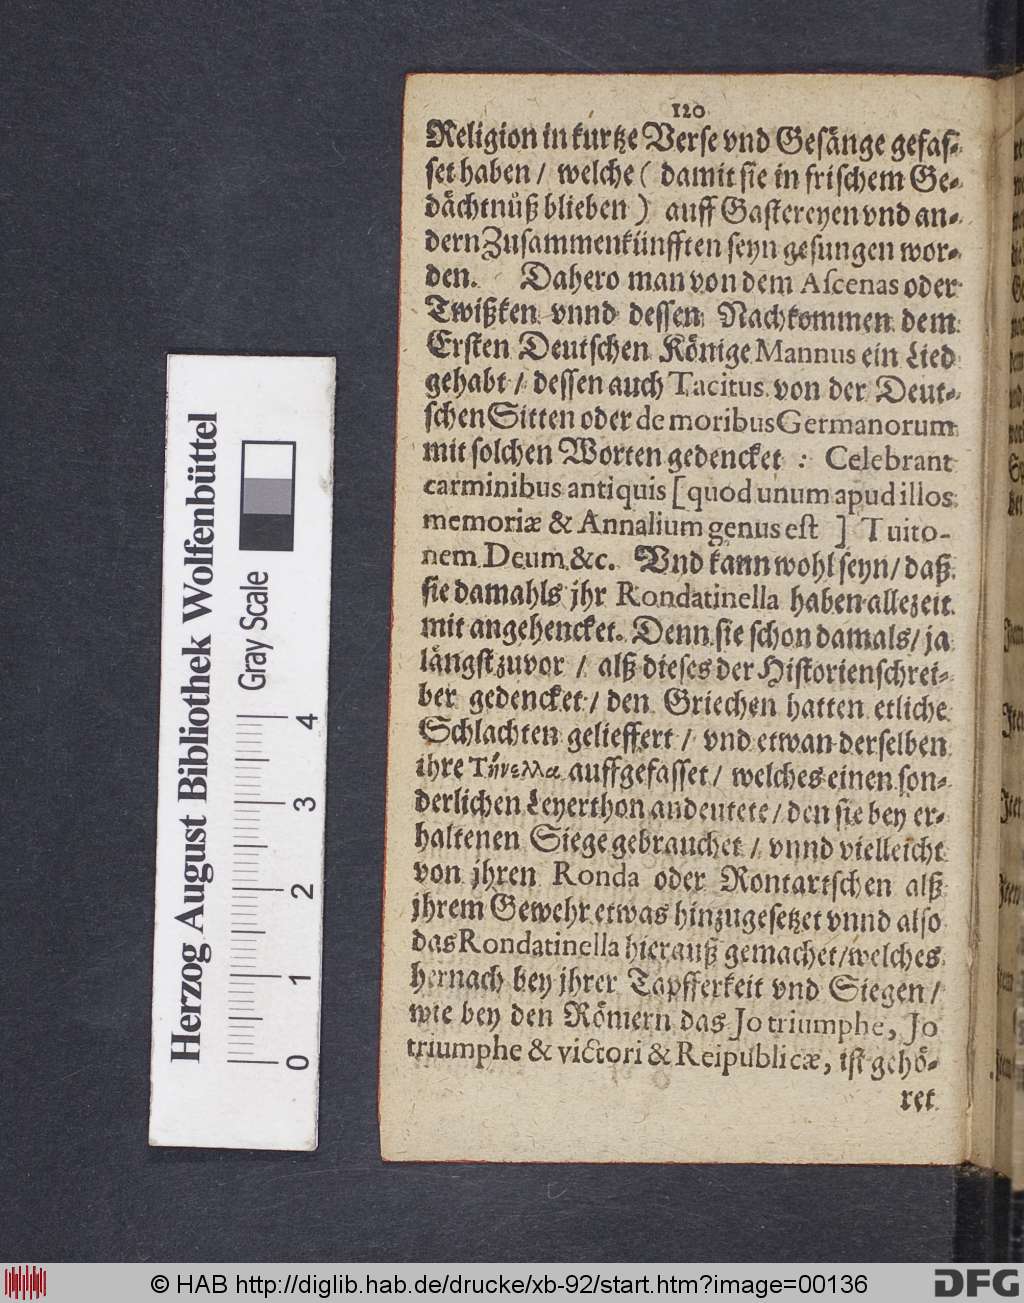 120
Religion in kurtze Verse vnd Gesänge gefas-
set haben / welche ( damit sie in frischem Ge-
dächtnüß blieben ) auff Gastereyen vnd an-
dern Zusammenkünfften seyn gesungen wor-
den. Dahero man von dem Ascenas oder
Twißken vnnd dessen Nachkommen dem
Ersten Deutschen Könige Mannus ein Lied
gehabt / dessen auch Tacitus von der Deut-
schen Sitten oder de moribus Germanorum
mit solchen Worten gedencket : Celebrant
carminibus antiquis [ quod unum apud illos
memoriæ & Annalium genus est ] Tuito-
nem Deum &c. Vnd kann wohl seyn / daß
sie damahls jhr Rondatinella haben allezeit
mit angehencket. Denn sie schon damals / ja
längst zuvor / alß dieses der Historienschrei-
ber gedencket / den Griechen hatten etliche
Schlachten gelieffert / vnd etwan derselben
ihre Τήνελλα auffgefasset / welches einen son-
derlichen Leyerthon andeutete / den sie bey er-
haltenen Siege gebrauchet / vnnd vielleicht
von jhren Ronda oder Rontartschen alß
jhrem Gewehr etwas hinzugesetzet vnnd also
das Rondatinella hierauß gemachet / welches
hernach bey jhrer Tapfferkeit vnd Siegen /
wie bey den Römern das Jo triumphe, Jo
triumphe & victori & Reipublicæ, ist gehö-
ret
Herzog August Bibliothek Wolfenbüttel
Gray Scale
0 1 2 3 4
© HAB http://diglib.hab.de/drucke/xb-92/start.htm?image=00136
DFG